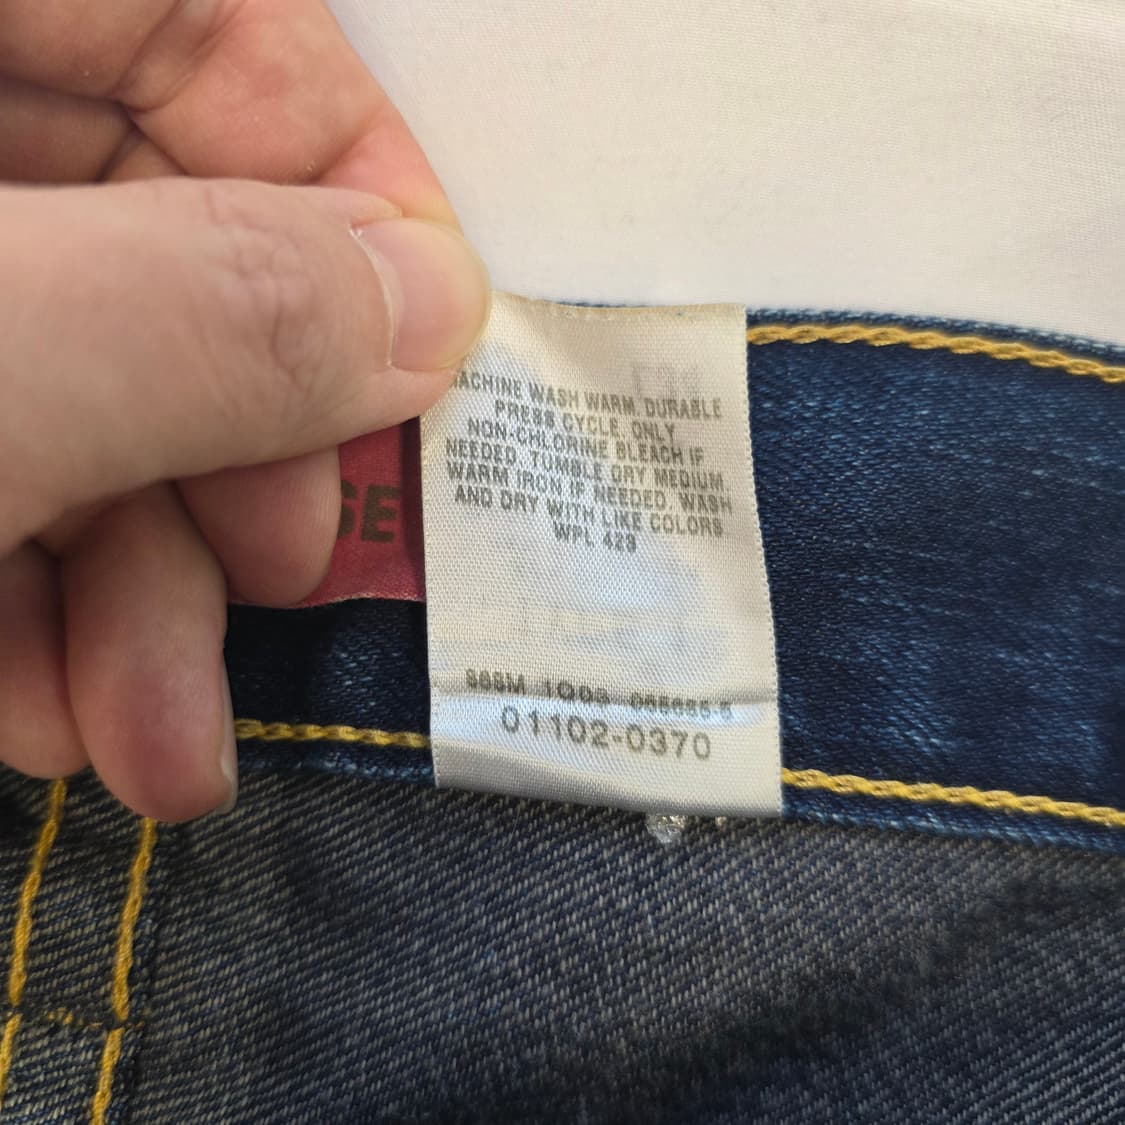 MACHINE WASH WARM. DURABLE
PRESS CYCLE. ONLY
NON-CHLORINE BLEACH IF
NEEDED. TUMBLE DRY MEDIUM.
WARM IRON IF NEEDED. WASH
AND DRY WITH LIKE COLORS
WPL 423
01102-0370